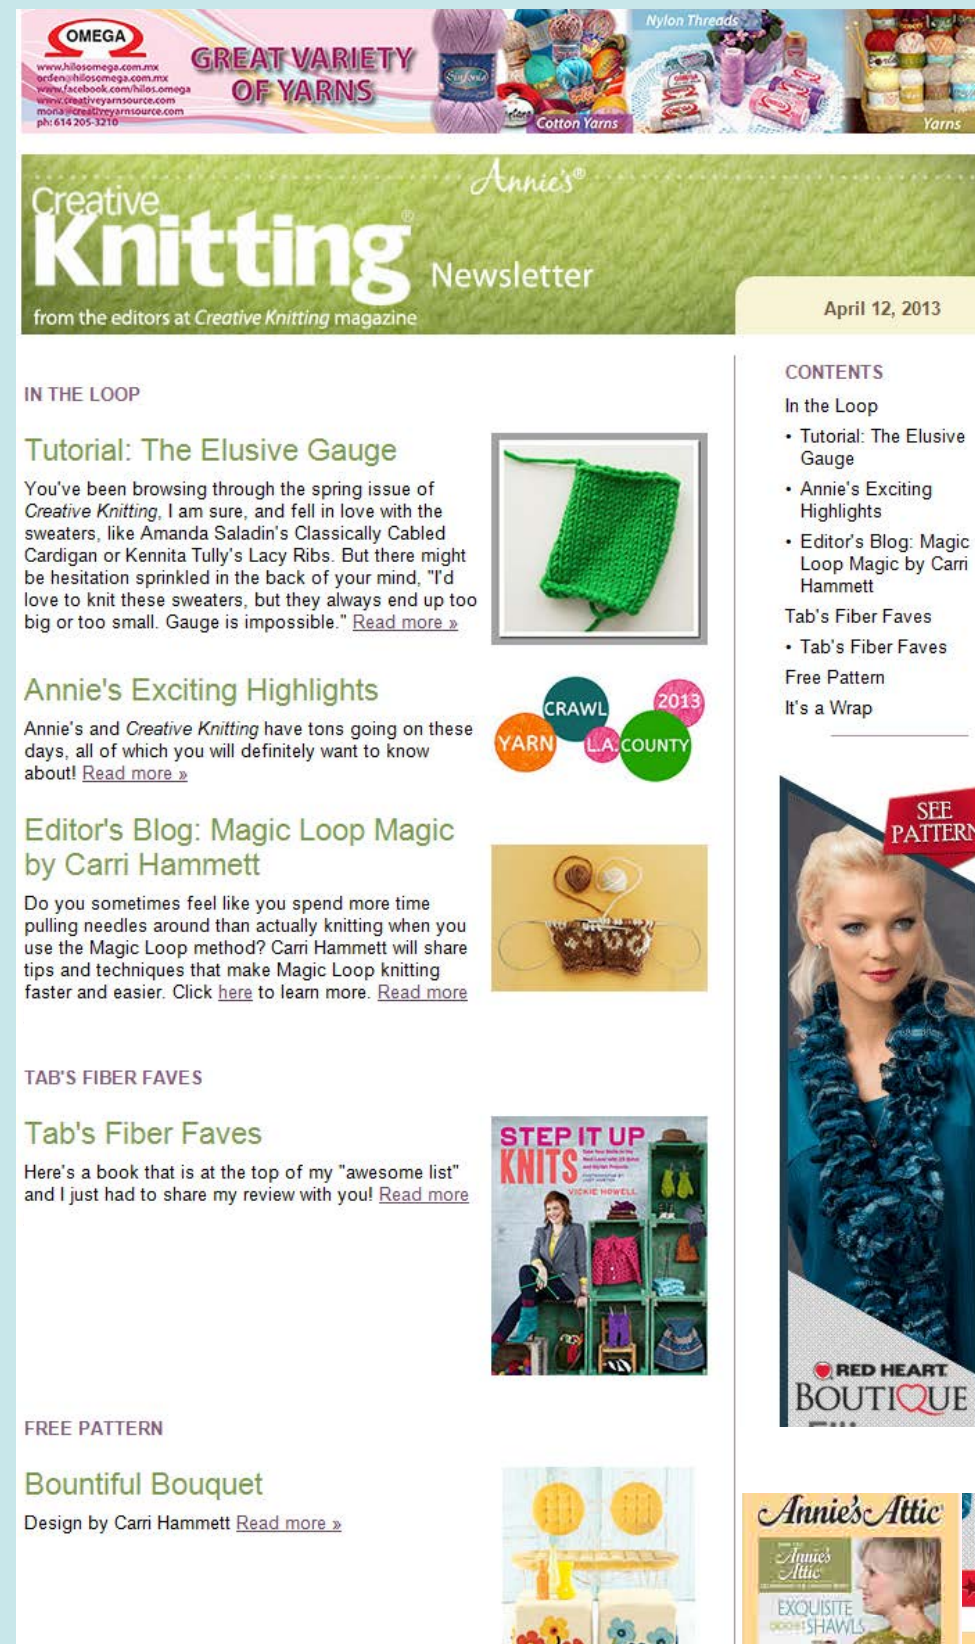 OMEGA
www.hilosomega.com.mx
orden@hilosomega.com.mx
www.facebook.com/hilos.omega
www.creativeyarnsource.com
mona@creativeyarnsource.com
ph: 614 205-3210
GREAT VARIETY
OF YARNS
Sinfonia
Cotton Yarns
Nylon Threads
OMEGA
Yarns
Annie's®
Creative
Knitting®
Newsletter
from the editors at Creative Knitting magazine
April 12, 2013
IN THE LOOP
Tutorial: The Elusive Gauge
You've been browsing through the spring issue of
Creative Knitting, I am sure, and fell in love with the
sweaters, like Amanda Saladin's Classically Cabled
Cardigan or Kennita Tully's Lacy Ribs. But there might
be hesitation sprinkled in the back of your mind, "I'd
love to knit these sweaters, but they always end up too
big or too small. Gauge is impossible." Read more »
Annie's Exciting Highlights
Annie's and Creative Knitting have tons going on these
days, all of which you will definitely want to know
about! Read more »
YARN
CRAWL
L.A.
COUNTY
2013
Editor's Blog: Magic Loop Magic
by Carri Hammett
Do you sometimes feel like you spend more time
pulling needles around than actually knitting when you
use the Magic Loop method? Carri Hammett will share
tips and techniques that make Magic Loop knitting
faster and easier. Click here to learn more. Read more
TAB'S FIBER FAVES
Tab's Fiber Faves
Here's a book that is at the top of my "awesome list"
and I just had to share my review with you! Read more
STEP IT UP
KNITS
VICKIE HOWELL
FREE PATTERN
Bountiful Bouquet
Design by Carri Hammett Read more »
CONTENTS
In the Loop
• Tutorial: The Elusive
Gauge
• Annie's Exciting
Highlights
• Editor's Blog: Magic
Loop Magic by Carri
Hammett
Tab's Fiber Faves
• Tab's Fiber Faves
Free Pattern
It's a Wrap
SEE
PATTERN
RED HEART
BOUTIQUE
Annie's Attic
Annie's
Attic
EXQUISITE
SHAWLS